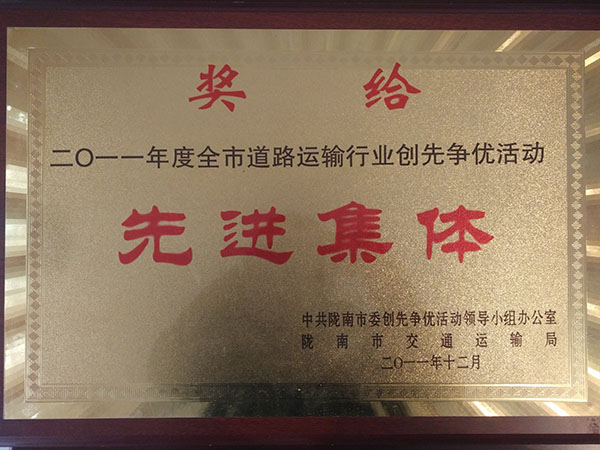 奖给
二〇一一年度全市道路运输行业创先争优活动
先进集体
中共陇南市委创先争优活动领导小组办公室
陇南市交通运输局
二〇一一年十二月